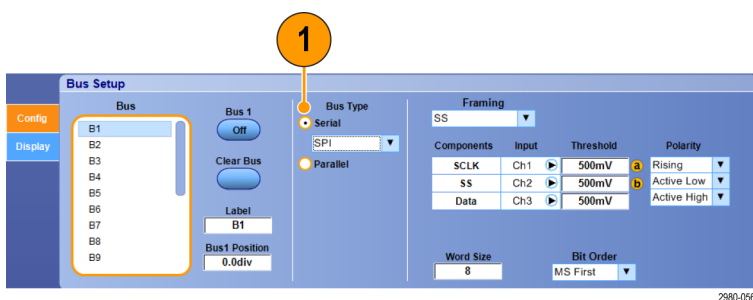 1
Bus Setup
Config
Display
Bus
B1
B2
B3
B4
B5
B6
B7
B8
B9
Bus 1
Off
Clear Bus
Label
B1
Bus1 Position
0.0div
Bus Type
Serial
SPI
Parallel
Framing
SS
Components Input Threshold Polarity
SCLK Ch1 500mV a Rising
SS Ch2 500mV b Active Low
Data Ch3 500mV Active High
Word Size Bit Order
8 MS First
2980-056